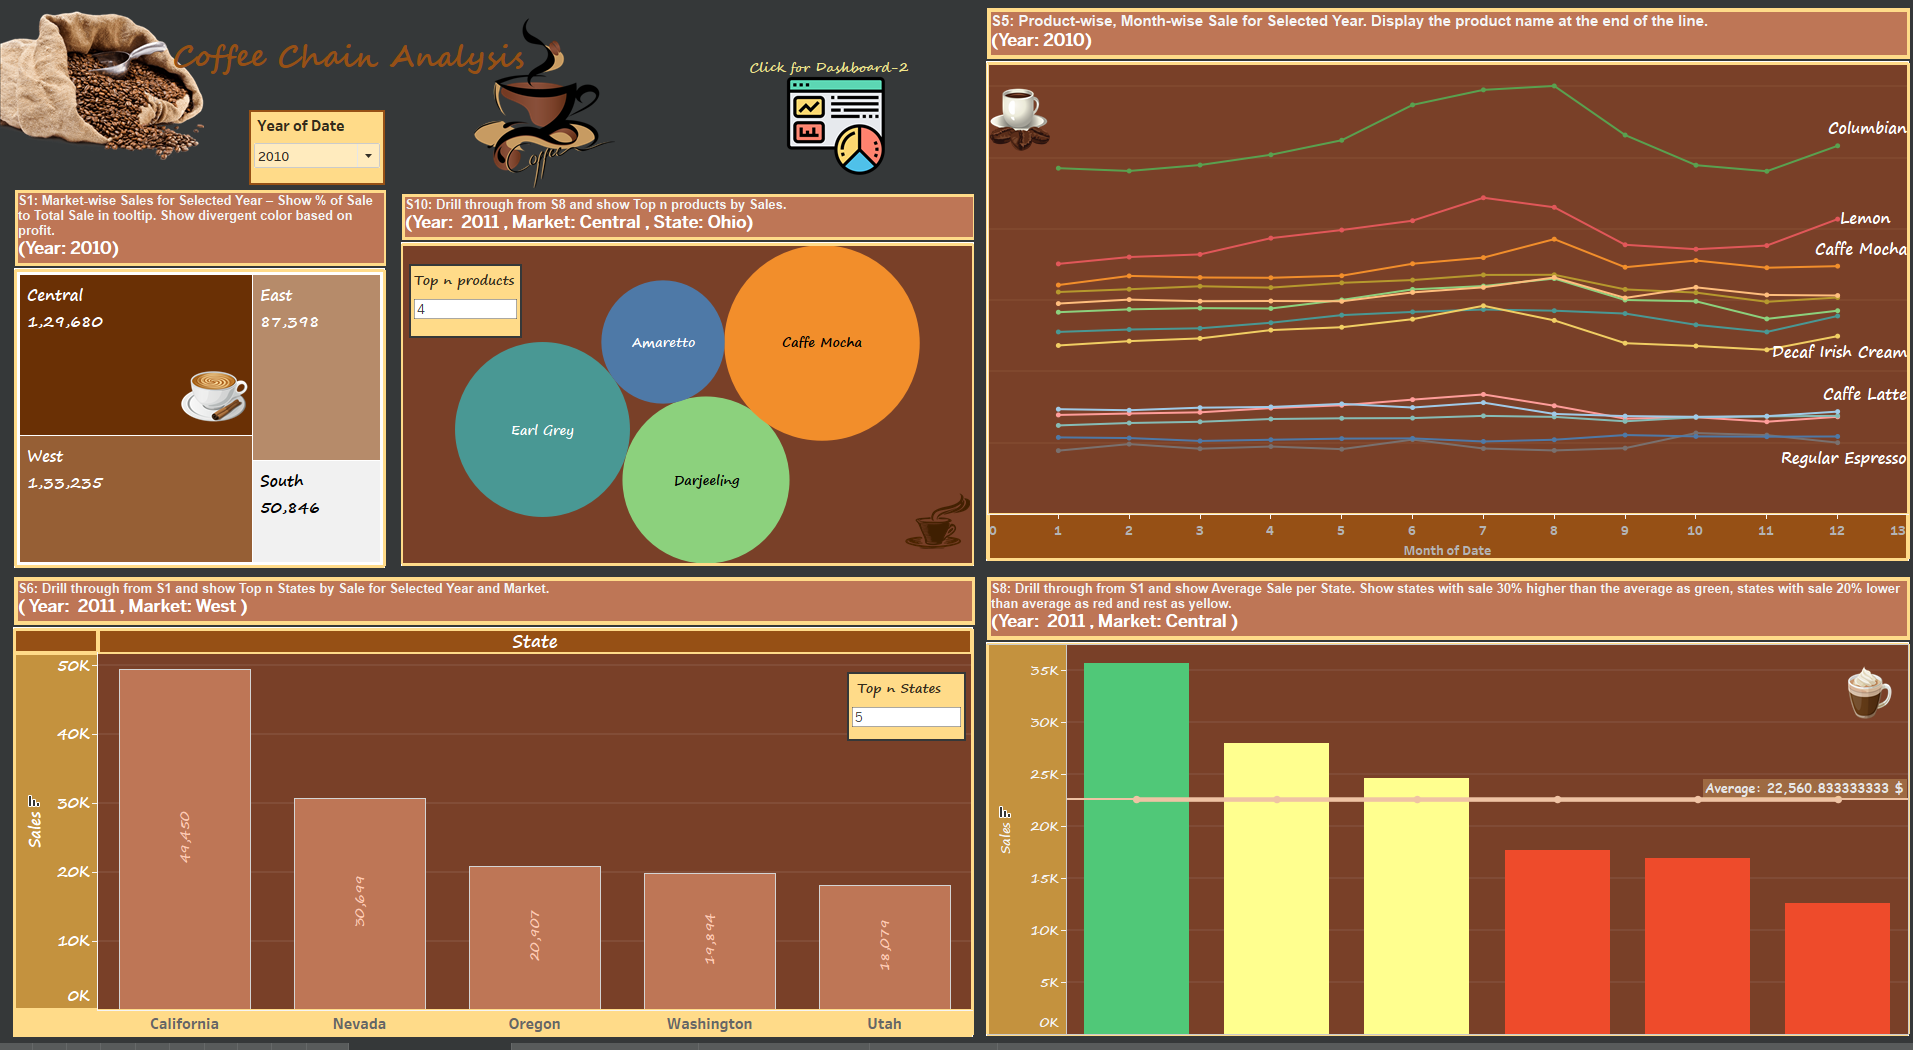 Coffee Chain Analysis
Coffee
Click for Dashboard-2
Year of Date
2010
S1: Market-wise Sales for Selected Year – Show % of Sale
to Total Sale in tooltip. Show divergent color based on
profit.
(Year: 2010)
Central
1,29,680
East
87,398
West
1,33,235
South
50,846
S10: Drill through from S8 and show Top n products by Sales.
(Year:  2011 , Market: Central , State: Ohio)
Top n products
4
Amaretto
Caffe Mocha
Earl Grey
Darjeeling
S5: Product-wise, Month-wise Sale for Selected Year. Display the product name at the end of the line.
(Year: 2010)
Columbian
Lemon
Caffe Mocha
Decaf Irish Cream
Caffe Latte
Regular Espresso
0 1 2 3 4 5 6 7 8 9 10 11 12 13
Month of Date
S6: Drill through from S1 and show Top n States by Sale for Selected Year and Market.
( Year:  2011 , Market: West )
State
Top n States
5
50K
40K
30K
20K
10K
0K
Sales
49,450
30,699
20,907
19,894
18,079
California Nevada Oregon Washington Utah
S8: Drill through from S1 and show Average Sale per State. Show states with sale 30% higher than the average as green, states with sale 20% lower
than average as red and rest as yellow.
(Year:  2011 , Market: Central )
35K
30K
25K
20K
15K
10K
5K
0K
Sales
Average: 22,560.833333333 $